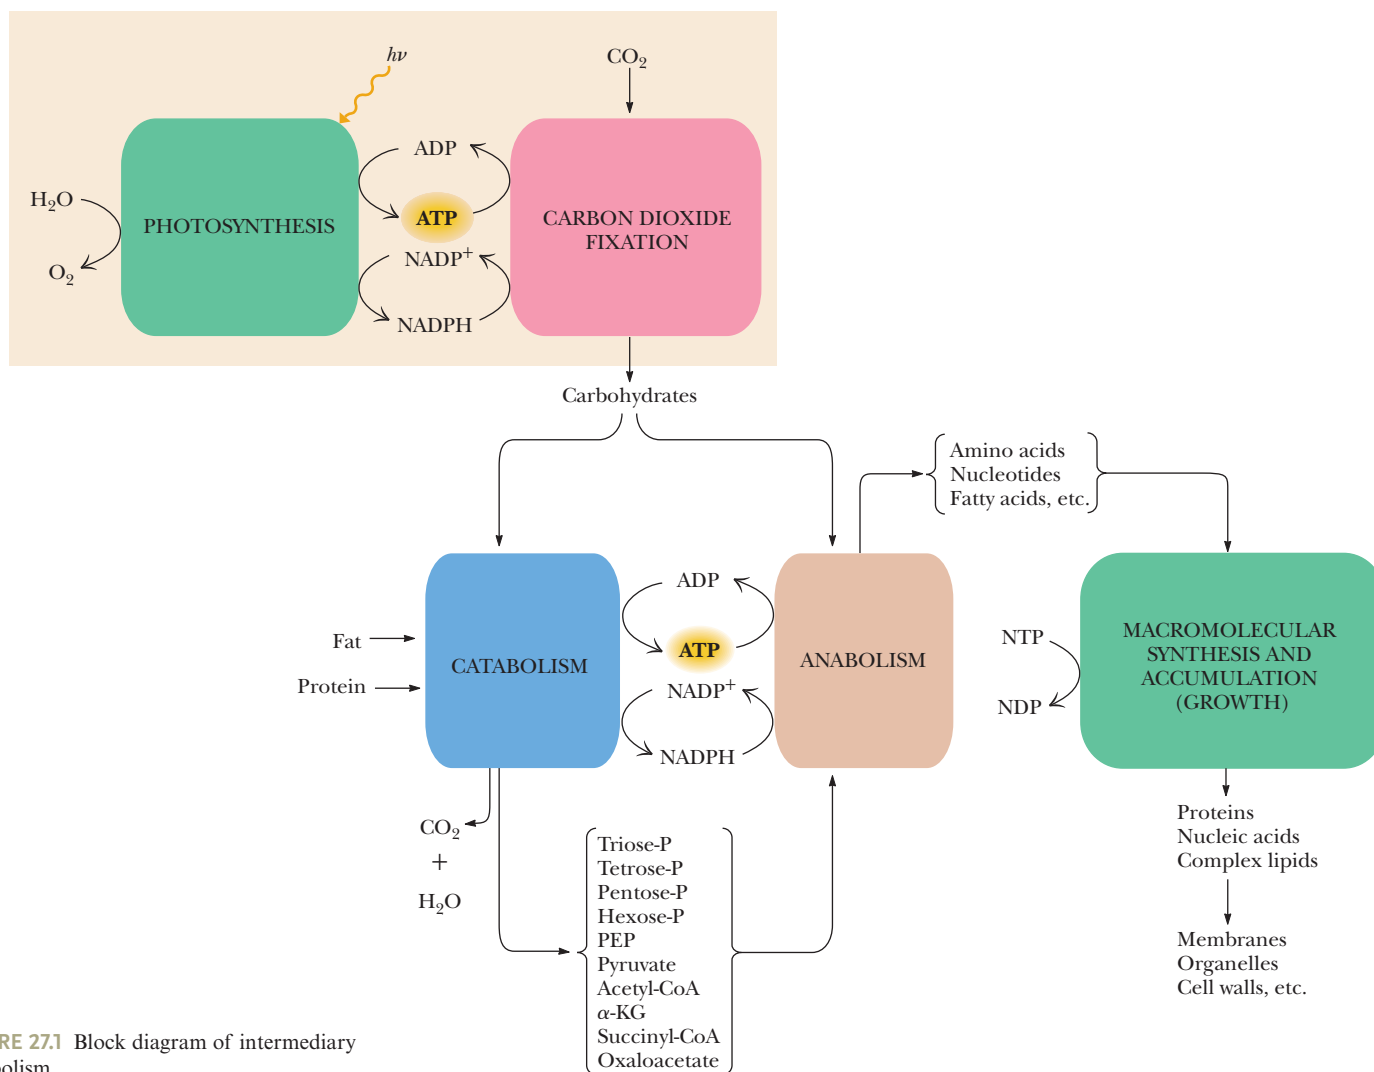 hν
CO₂
ADP
H₂O
ATP
PHOTOSYNTHESIS
CARBON DIOXIDE
FIXATION
NADP⁺
O₂
NADPH
Carbohydrates
Amino acids
Nucleotides
Fatty acids, etc.
ADP
Fat
ATP
CATABOLISM
ANABOLISM
Protein
NADP⁺
NADPH
NTP
NDP
MACROMOLECULAR
SYNTHESIS AND
ACCUMULATION
(GROWTH)
CO₂
+
H₂O
Triose-P
Tetrose-P
Pentose-P
Hexose-P
PEP
Pyruvate
Acetyl-CoA
α-KG
Succinyl-CoA
Oxaloacetate
Proteins
Nucleic acids
Complex lipids
Membranes
Organelles
Cell walls, etc.
RE 27.1 Block diagram of intermediary